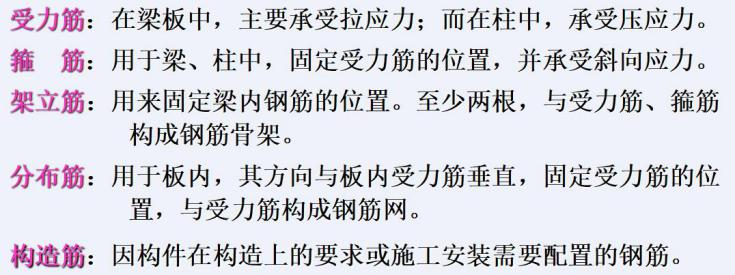 受力筋：在梁板中，主要承受拉应力；而在柱中，承受压应力。
箍　筋：用于梁、柱中，固定受力筋的位置，并承受斜向应力。
架立筋：用来固定梁内钢筋的位置。至少两根，与受力筋、箍筋
构成钢筋骨架。
分布筋：用于板内，其方向与板内受力筋垂直，固定受力筋的位
置，与受力筋构成钢筋网。
构造筋：因构件在构造上的要求或施工安装需要配置的钢筋。